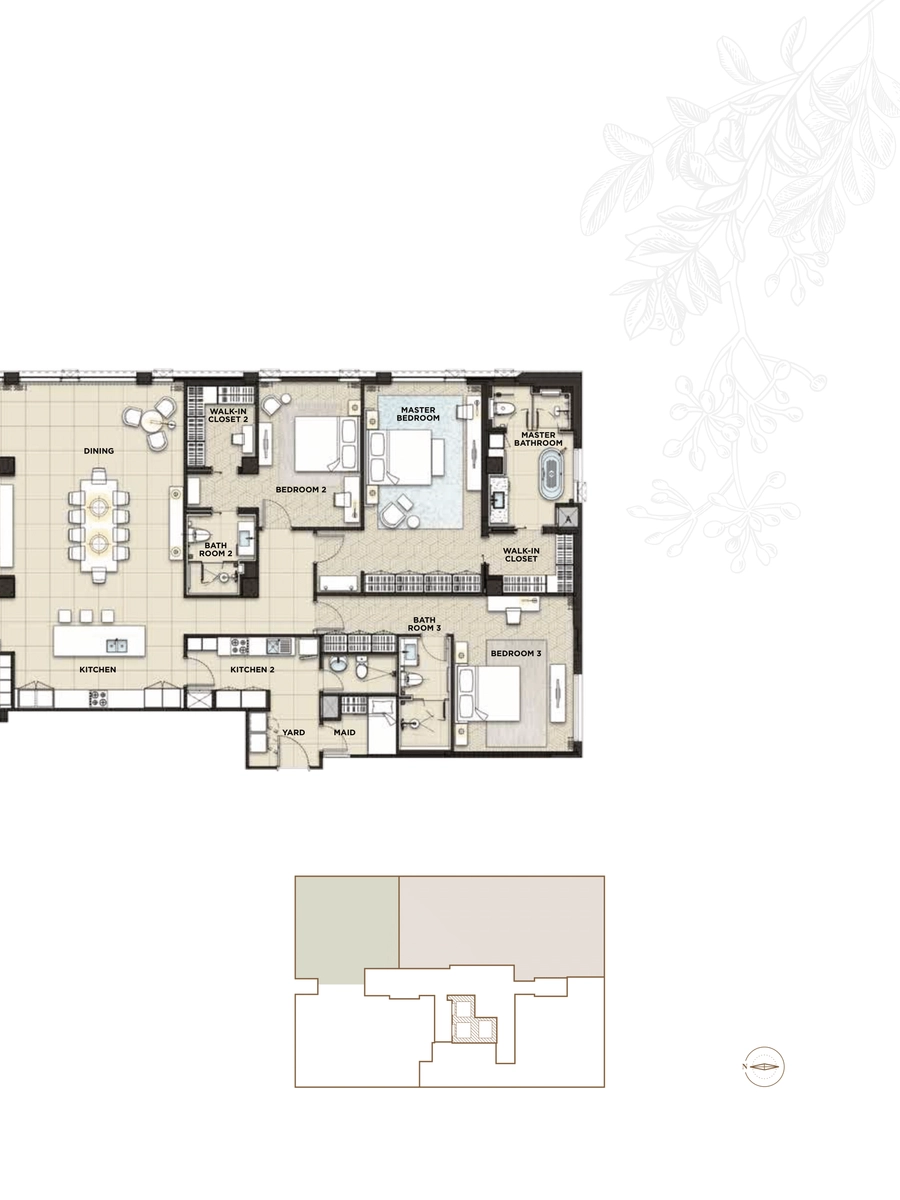 WALK-IN
CLOSET 2
MASTER
BEDROOM
MASTER
BATHROOM
DINING
BEDROOM 2
BATH
ROOM 2
WALK-IN
CLOSET
BATH
ROOM 3
BEDROOM 3
KITCHEN
KITCHEN 2
YARD
MAID
N